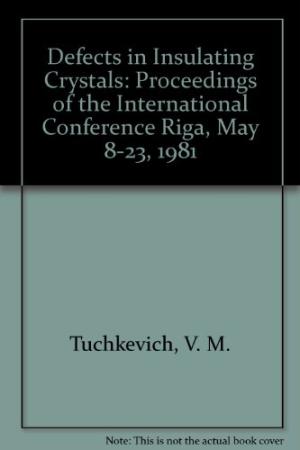 Defects in Insulating
Crystals: Proceedings
of the International
Conference Riga, May
8-23, 1981
Tuchkevich, V. M.
Note: This is not the actual book cover